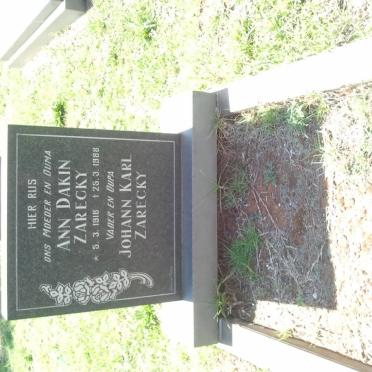 HIER RUS
ONS MOEDER EN OUMA
ANN DAKIN
ZARECKY
* 5.3.1916 † 25.3.1988
VADER EN OUPA
JOHANN KARL
ZARECKY